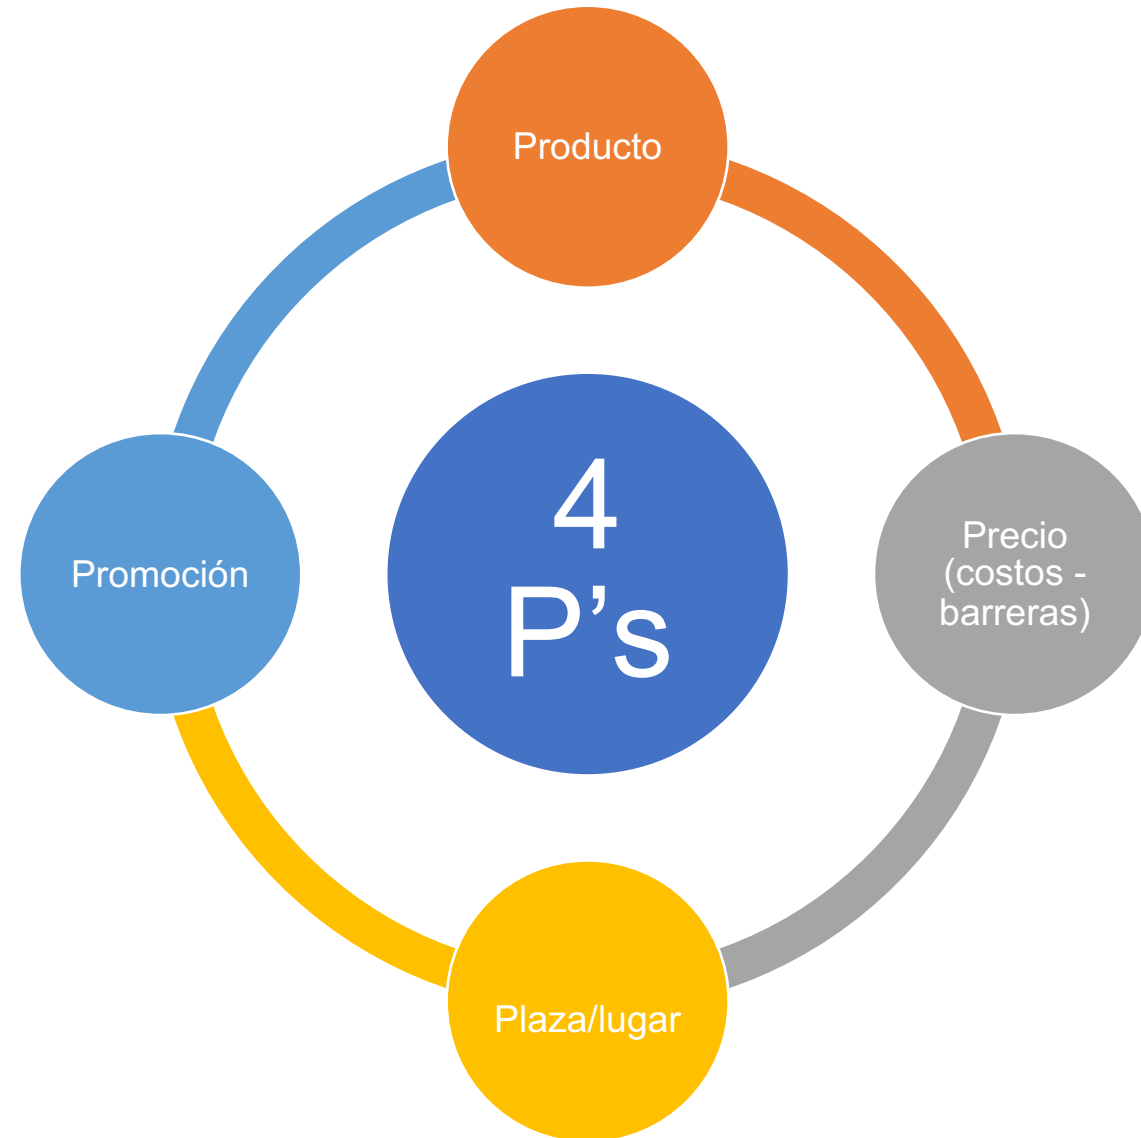 Producto
4
P’s
Promoción
Precio
(costos -
barreras)
Plaza/lugar